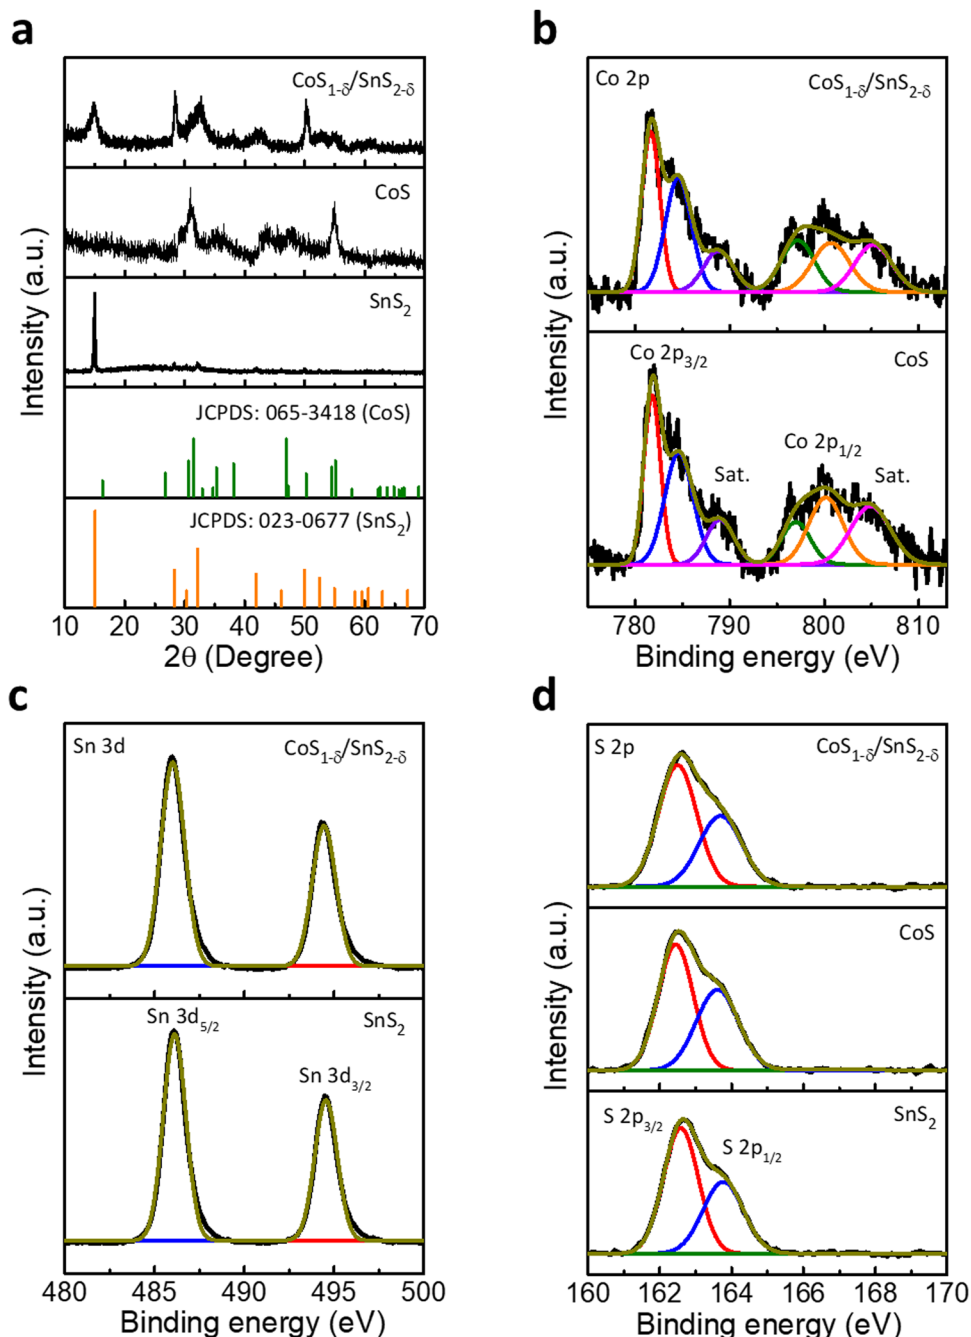 a
CoS1-δ/SnS2-δ
CoS
SnS2
JCPDS: 065-3418 (CoS)
JCPDS: 023-0677 (SnS2)
Intensity (a.u.)
10 20 30 40 50 60 70
2θ (Degree)
b
Co 2p
CoS1-δ/SnS2-δ
Co 2p3/2
CoS
Co 2p1/2
Sat.
Sat.
Intensity (a.u.)
780 790 800 810
Binding energy (eV)
c
Sn 3d
CoS1-δ/SnS2-δ
Sn 3d5/2
SnS2
Sn 3d3/2
Intensity (a.u.)
480 485 490 495 500
Binding energy (eV)
d
S 2p
CoS1-δ/SnS2-δ
CoS
SnS2
S 2p3/2
S 2p1/2
Intensity (a.u.)
160 162 164 166 168 170
Binding energy (eV)